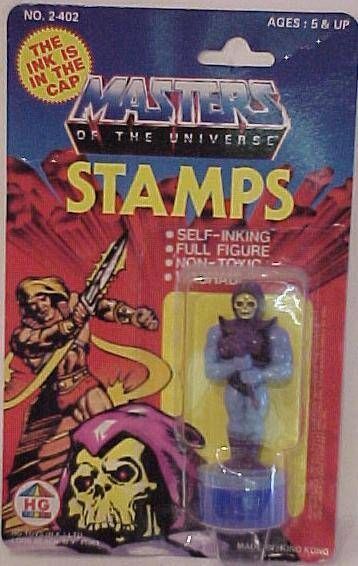 NO. 2-402
AGES : 5 & UP
THE
INK IS
IN THE
CAP
MASTERS
OF THE UNIVERSE
STAMPS
• SELF-INKING
• FULL FIGURE
• NON-TOXIC
HG